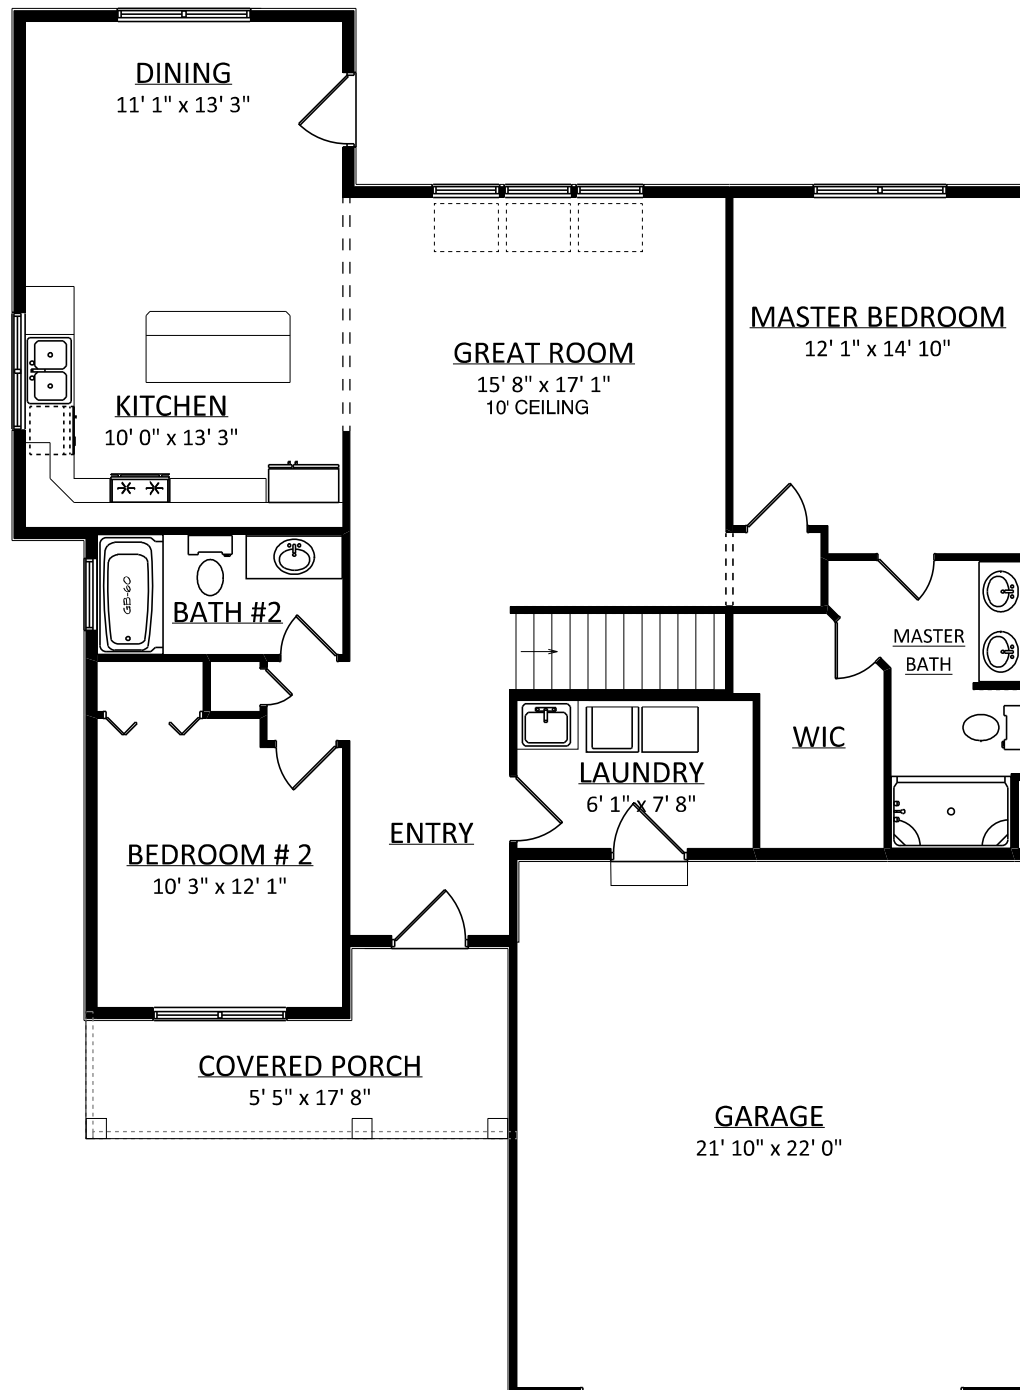 DINING
11' 1" x 13' 3"
MASTER BEDROOM
12' 1" x 14' 10"
GREAT ROOM
15' 8" x 17' 1"
10' CEILING
KITCHEN
10' 0" x 13' 3"
GB-60
BATH #2
MASTER
BATH
WIC
LAUNDRY
6' 1" x 7' 8"
ENTRY
BEDROOM # 2
10' 3" x 12' 1"
COVERED PORCH
5' 5" x 17' 8"
GARAGE
21' 10" x 22' 0"